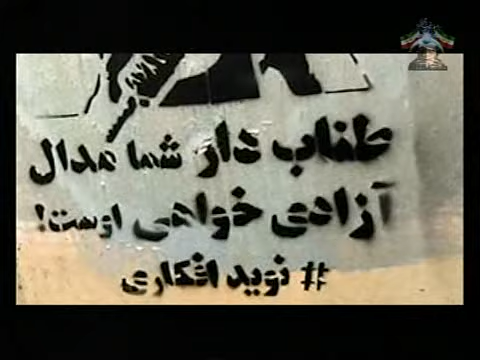 طناب دار شما مدال
آزادی خواهی اوست!
# نوید افکاری